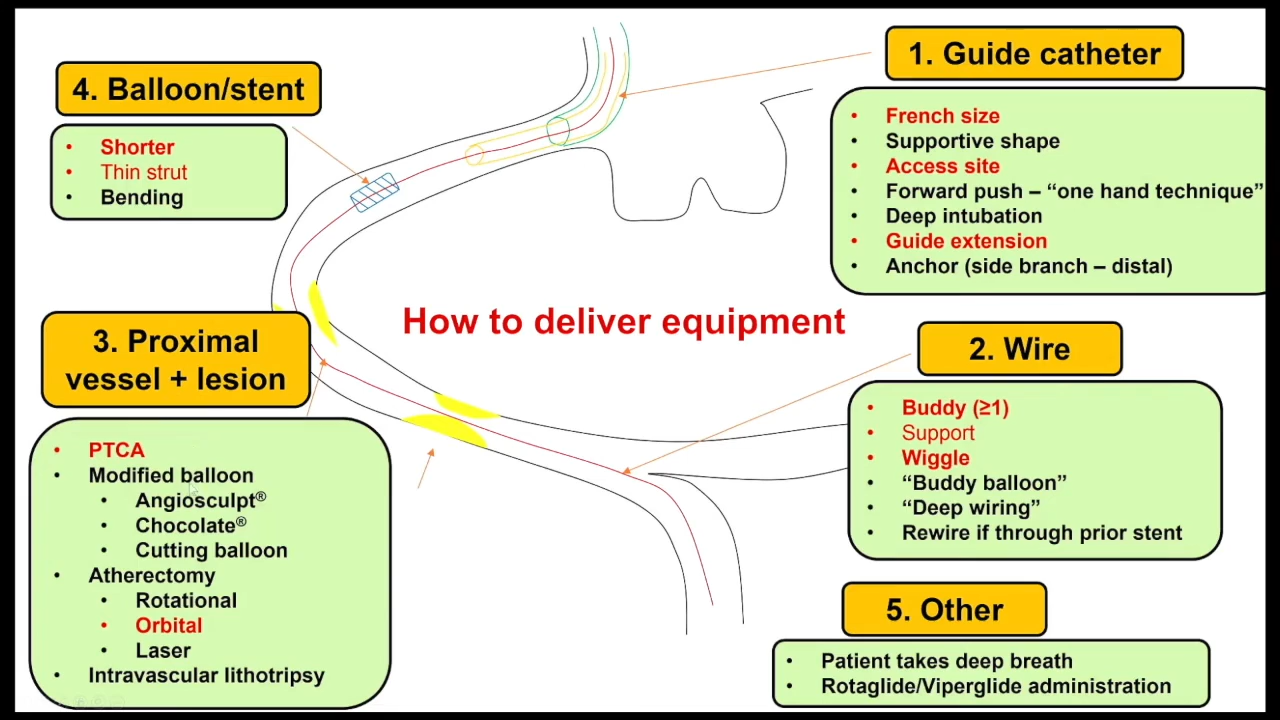 How to deliver equipment
1. Guide catheter
• French size
• Supportive shape
• Access site
• Forward push – “one hand technique”
• Deep intubation
• Guide extension
• Anchor (side branch – distal)
2. Wire
• Buddy (≥1)
• Support
• Wiggle
• “Buddy balloon”
• “Deep wiring”
• Rewire if through prior stent
3. Proximal
vessel + lesion
• PTCA
• Modified balloon
• Angiosculpt®
• Chocolate®
• Cutting balloon
• Atherectomy
• Rotational
• Orbital
• Laser
• Intravascular lithotripsy
4. Balloon/stent
• Shorter
• Thin strut
• Bending
5. Other
• Patient takes deep breath
• Rotaglide/Viperglide administration